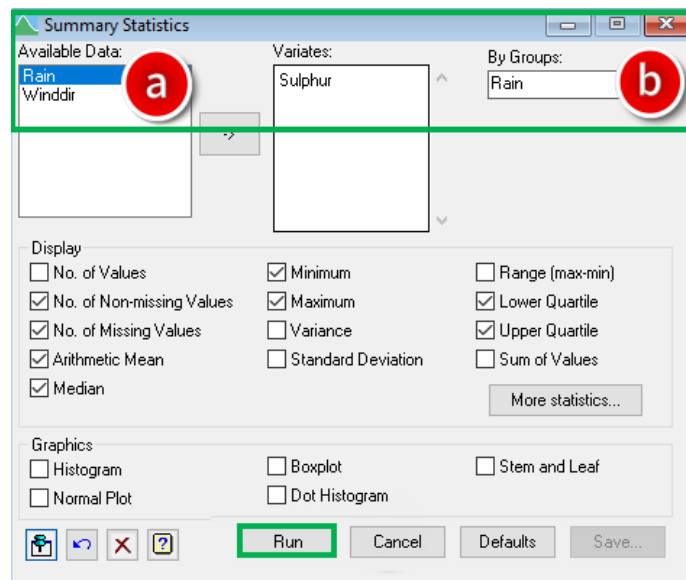 Summary Statistics
Available Data:
Variates:
By Groups:
Rain
Winddir
a
Sulphur
Rain
b
->
Display
No. of Values
Minimum
Range (max-min)
No. of Non-missing Values
Maximum
Lower Quartile
No. of Missing Values
Variance
Upper Quartile
Arithmetic Mean
Standard Deviation
Sum of Values
Median
More statistics...
Graphics
Histogram
Boxplot
Stem and Leaf
Normal Plot
Dot Histogram
?
Run
Cancel
Defaults
Save...